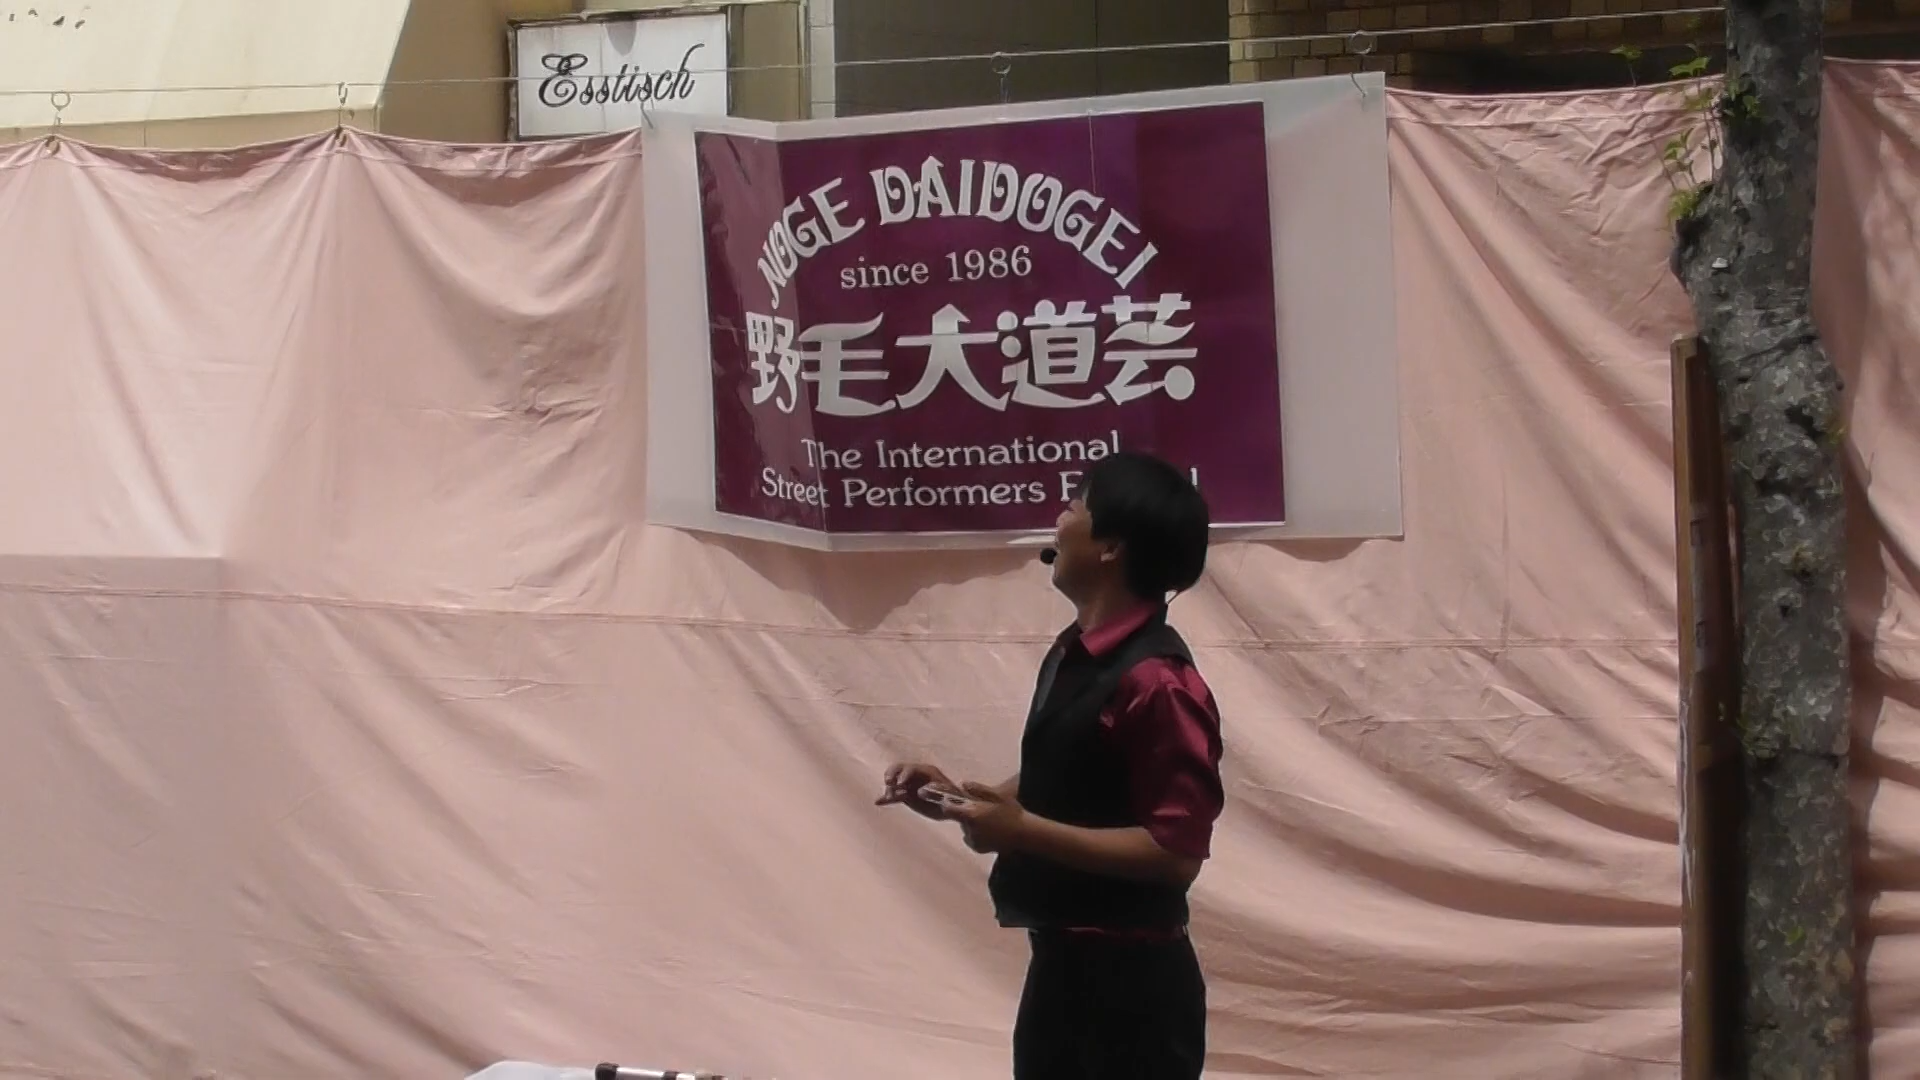 Esstisch
NOGE DAIDOGEI
since 1986
野毛大道芸
The International
Street Performers